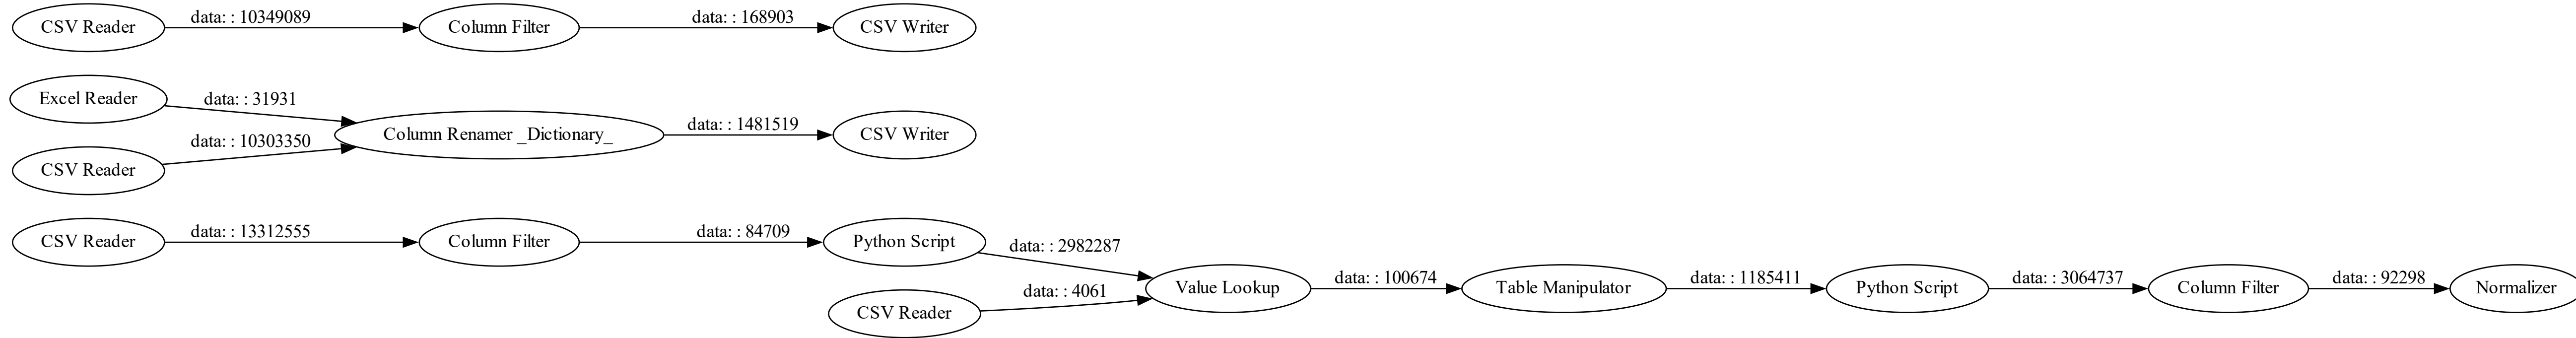 CSV Reader
data: : 10349089
Column Filter
data: : 168903
CSV Writer
Excel Reader
data: : 31931
CSV Reader
data: : 10303350
Column Renamer _Dictionary_
data: : 1481519
CSV Writer
CSV Reader
data: : 13312555
Column Filter
data: : 84709
Python Script
data: : 2982287
CSV Reader
data: : 4061
Value Lookup
data: : 100674
Table Manipulator
data: : 1185411
Python Script
data: : 3064737
Column Filter
data: : 92298
Normalizer